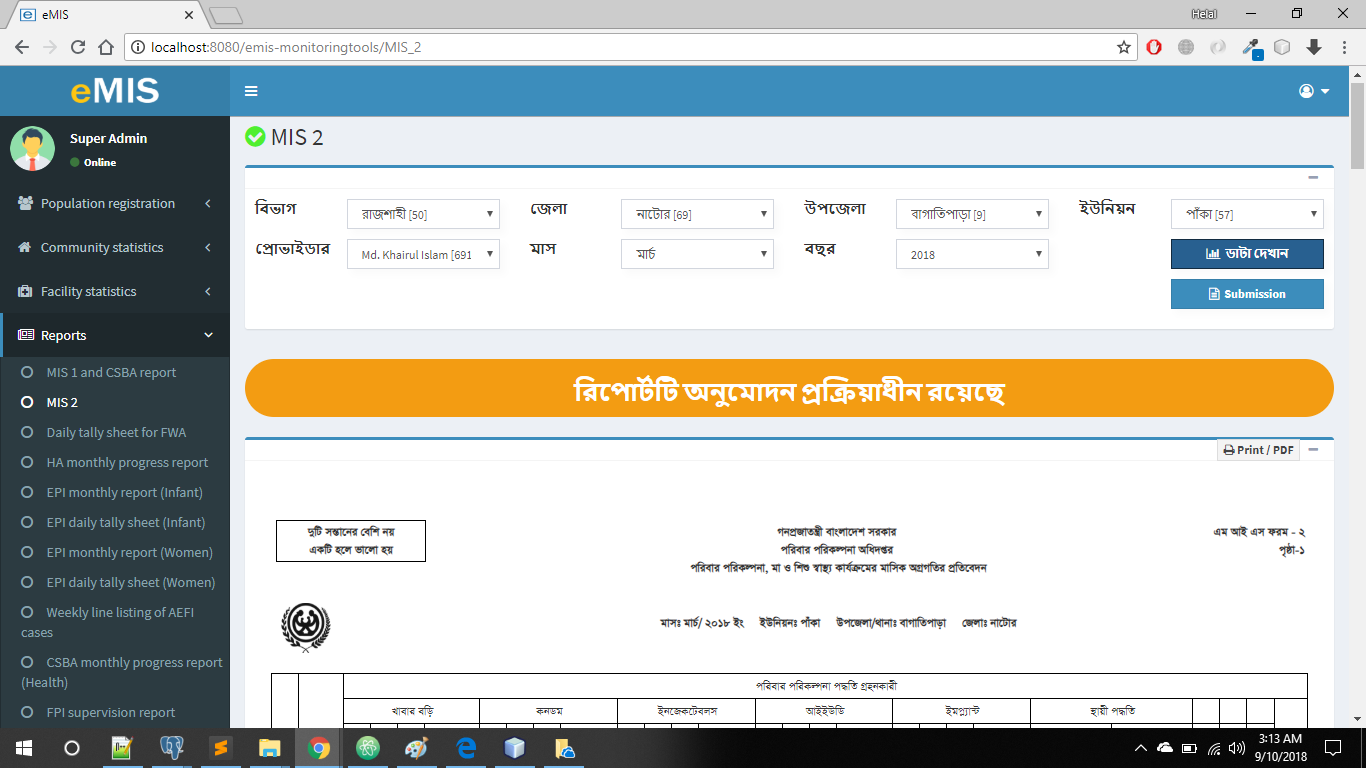 eMIS
Helal
localhost:8080/emis-monitoringtools/MIS_2
eMIS
Super Admin
Online
Population registration
Community statistics
Facility statistics
Reports
MIS 1 and CSBA report
MIS 2
Daily tally sheet for FWA
HA monthly progress report
EPI monthly report (Infant)
EPI daily tally sheet (Infant)
EPI monthly report (Women)
EPI daily tally sheet (Women)
Weekly line listing of AEFI
cases
CSBA monthly progress report
(Health)
FPI supervision report
MIS 2
বিভাগ রাজশাহী [50] জেলা নাটোর [69] উপজেলা বাগাতিপাড়া [9] ইউনিয়ন পাঁকা [57]
প্রোভাইডার Md. Khairul Islam [691 মাস মার্চ বছর 2018 ডাটা দেখান
Submission
রিপোর্টটি অনুমোদন প্রক্রিয়াধীন রয়েছে
Print / PDF
দুটি সন্তানের বেশি নয়
একটি হলে ভালো হয়
গনপ্রজাতন্ত্রী বাংলাদেশ সরকার
পরিবার পরিকল্পনা অধিদপ্তর
পরিবার পরিকল্পনা, মা ও শিশু স্বাস্থ্য কার্যক্রমের মাসিক অগ্রগতির প্রতিবেদন
এম আই এস ফরম - ২
পৃষ্ঠা-১
মাসঃ মার্চ/ ২০১৮ ইং ইউনিয়নঃ পাঁকা উপজেলা/থানাঃ বাগাতিপাড়া জেলাঃ নাটোর
পরিবার পরিকল্পনা পদ্ধতি গ্রহনকারী
খাবার বড়ি কনডম ইনজেকটেবলস আইইউডি ইমপ্ল্যান্ট স্থায়ী পদ্ধতি
3:13 AM
9/10/2018